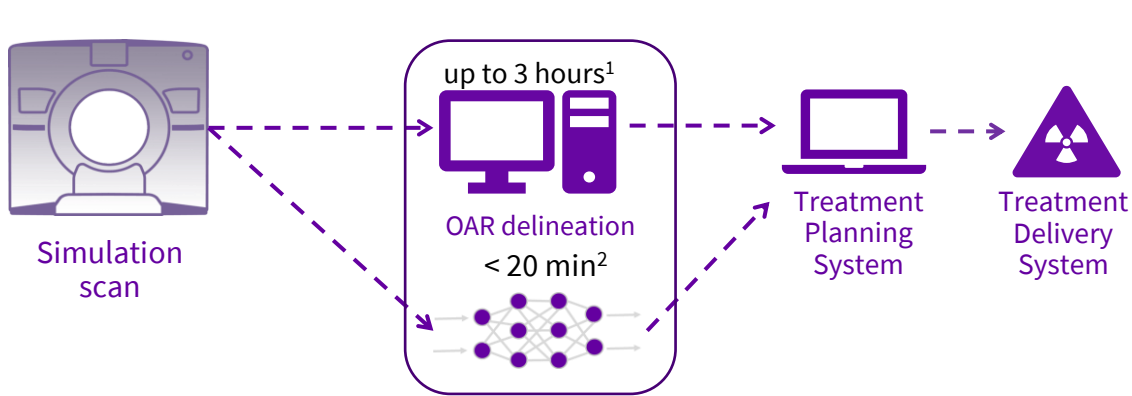 Simulation
scan
up to 3 hours¹
OAR delineation
< 20 min²
Treatment
Planning
System
Treatment
Delivery
System